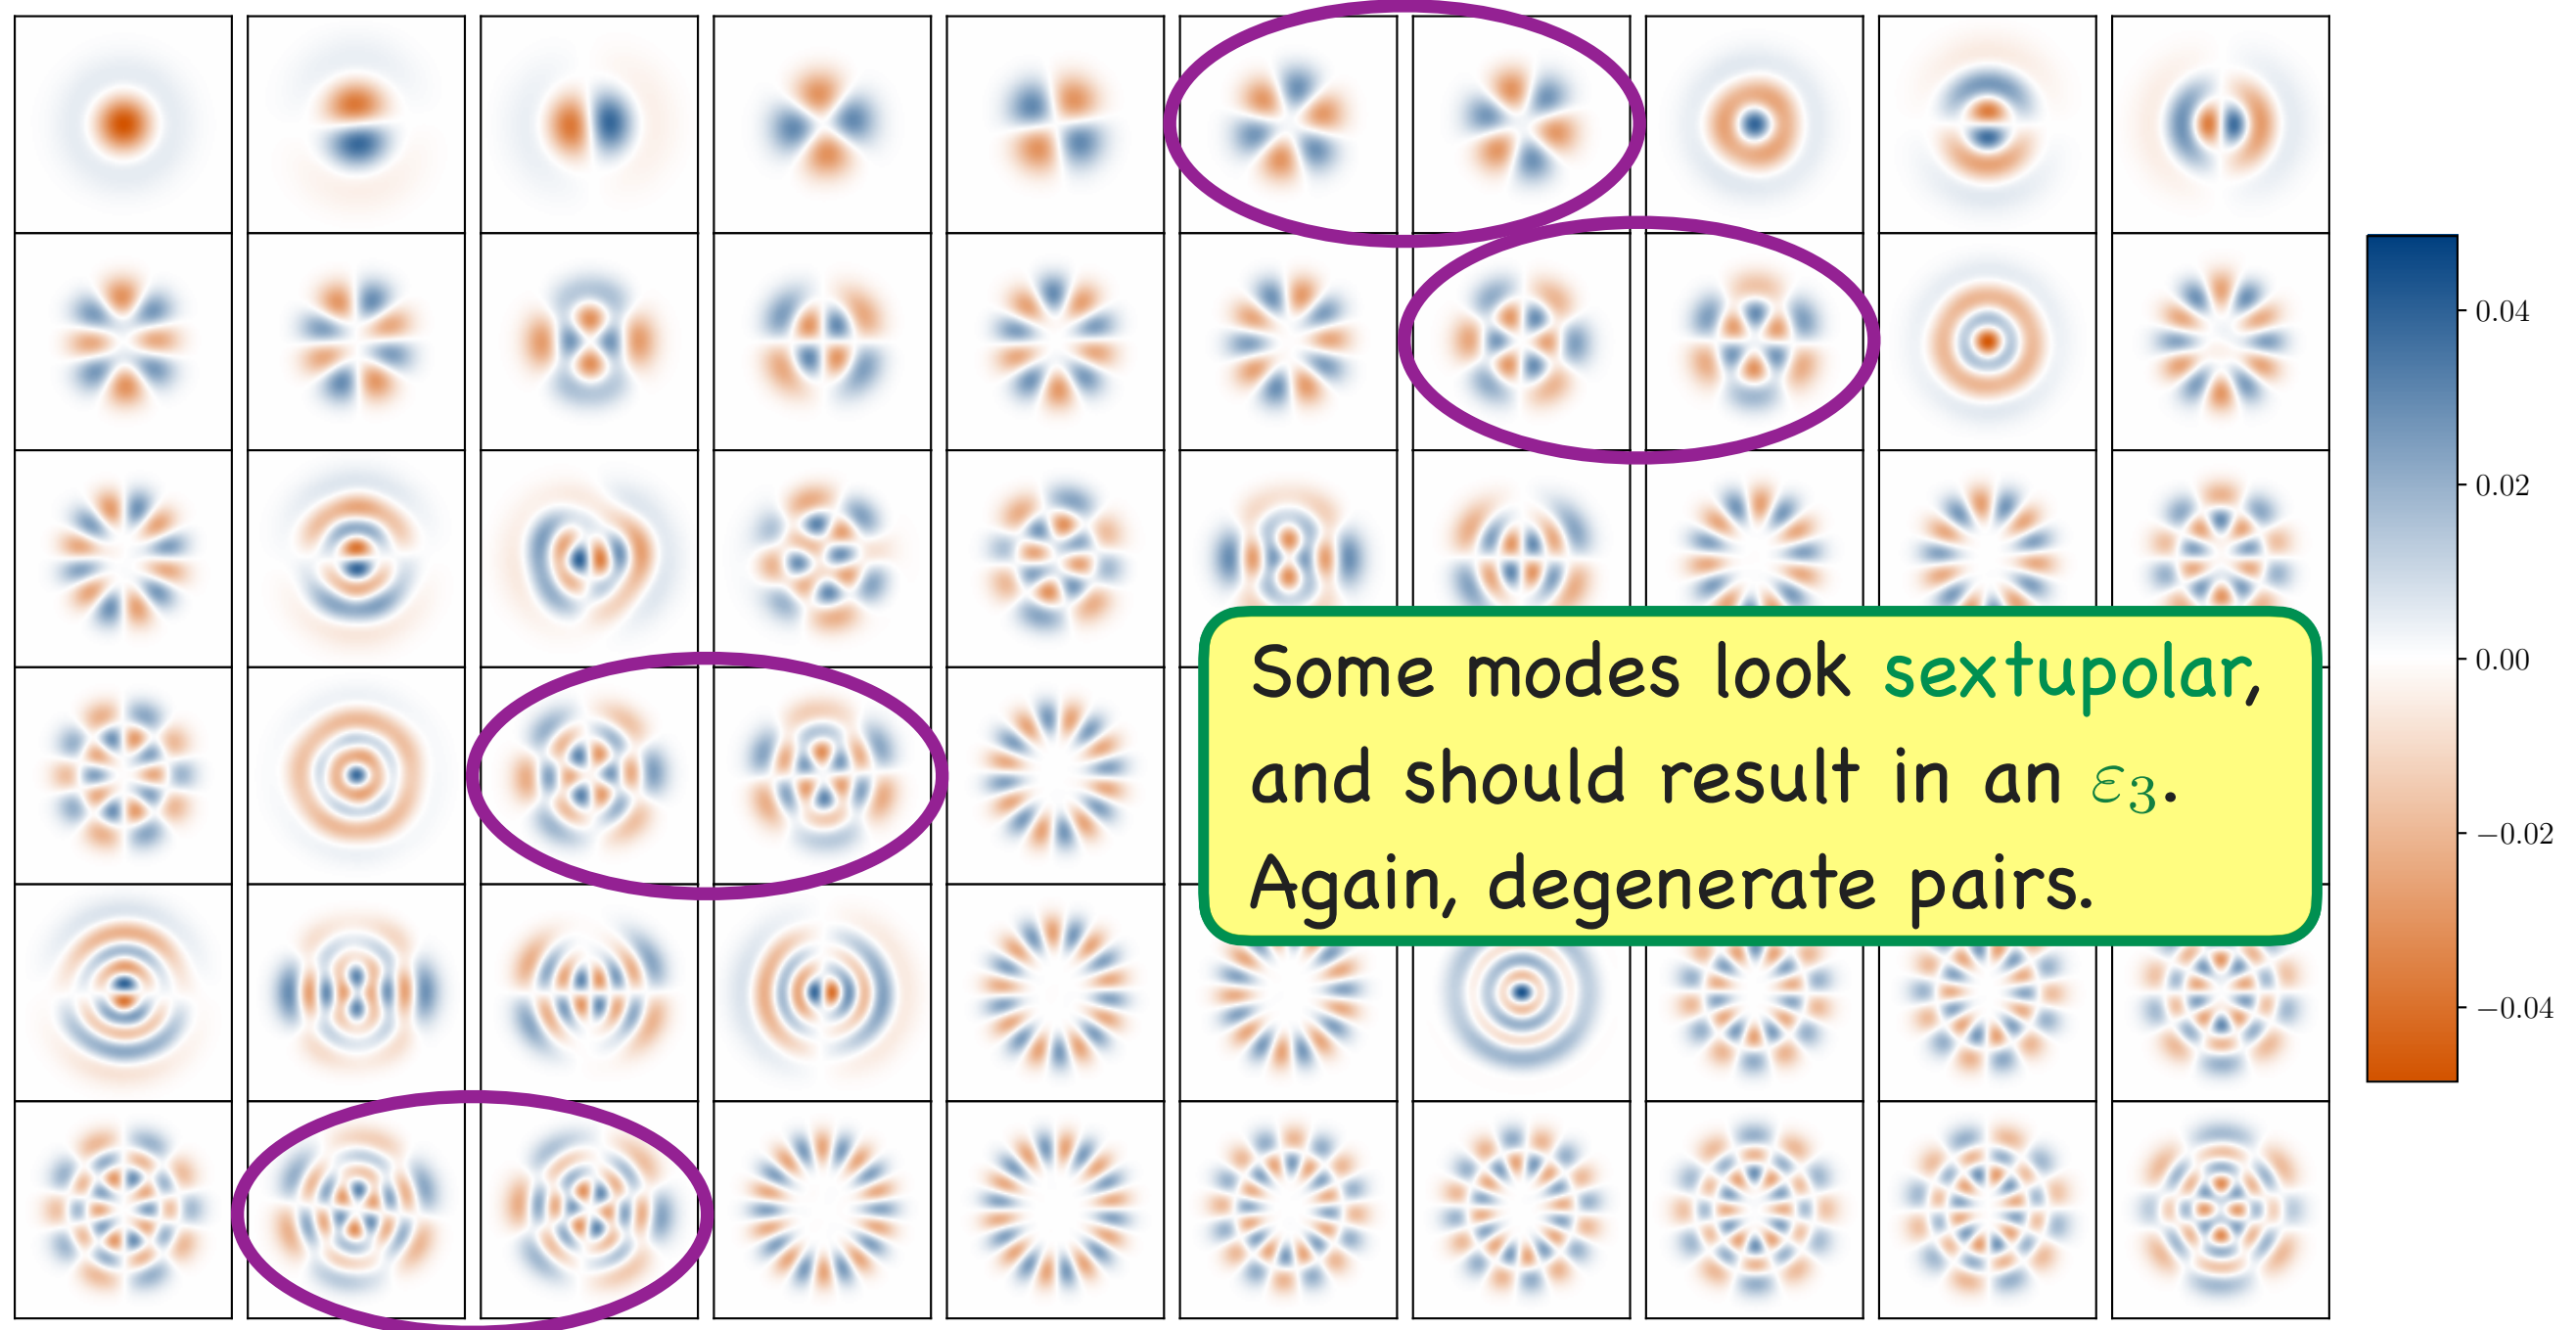 Some modes look sextupolar,
and should result in an ε₃.
Again, degenerate pairs.
0.04
0.02
0.00
−0.02
−0.04